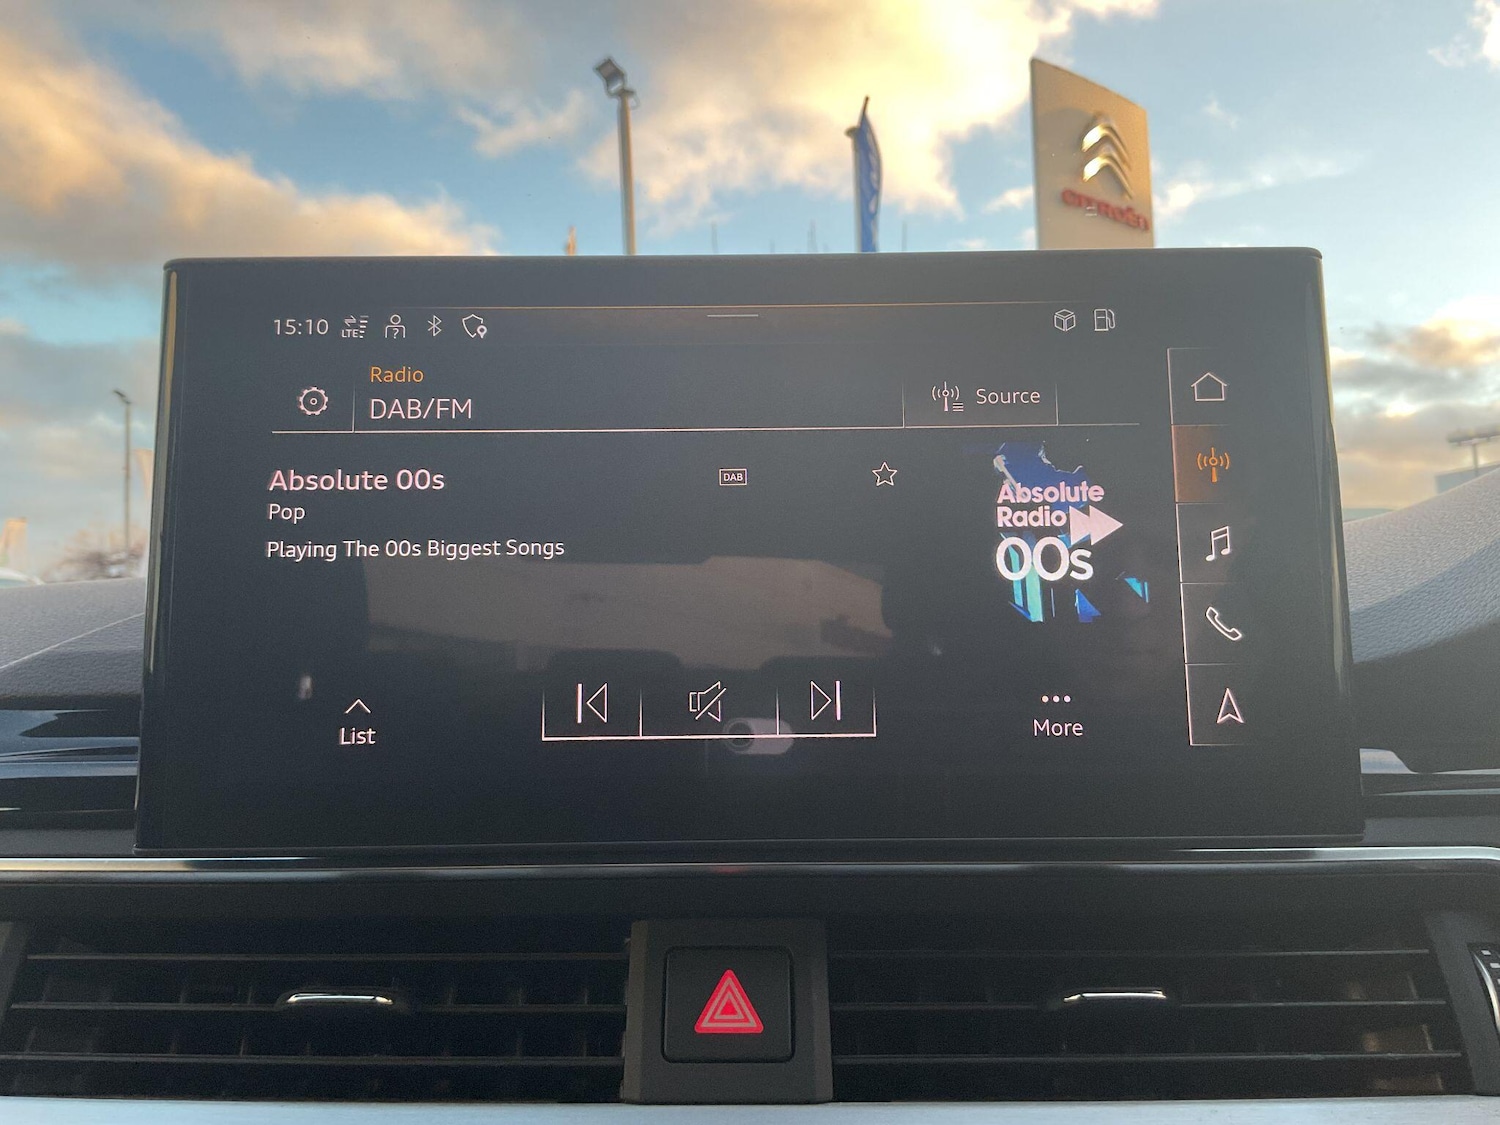 CITROËN
15:10
LTE
?
Radio
DAB/FM
Source
Absolute 00s
DAB
Pop
Playing The 00s Biggest Songs
Absolute
Radio
00s
List
More